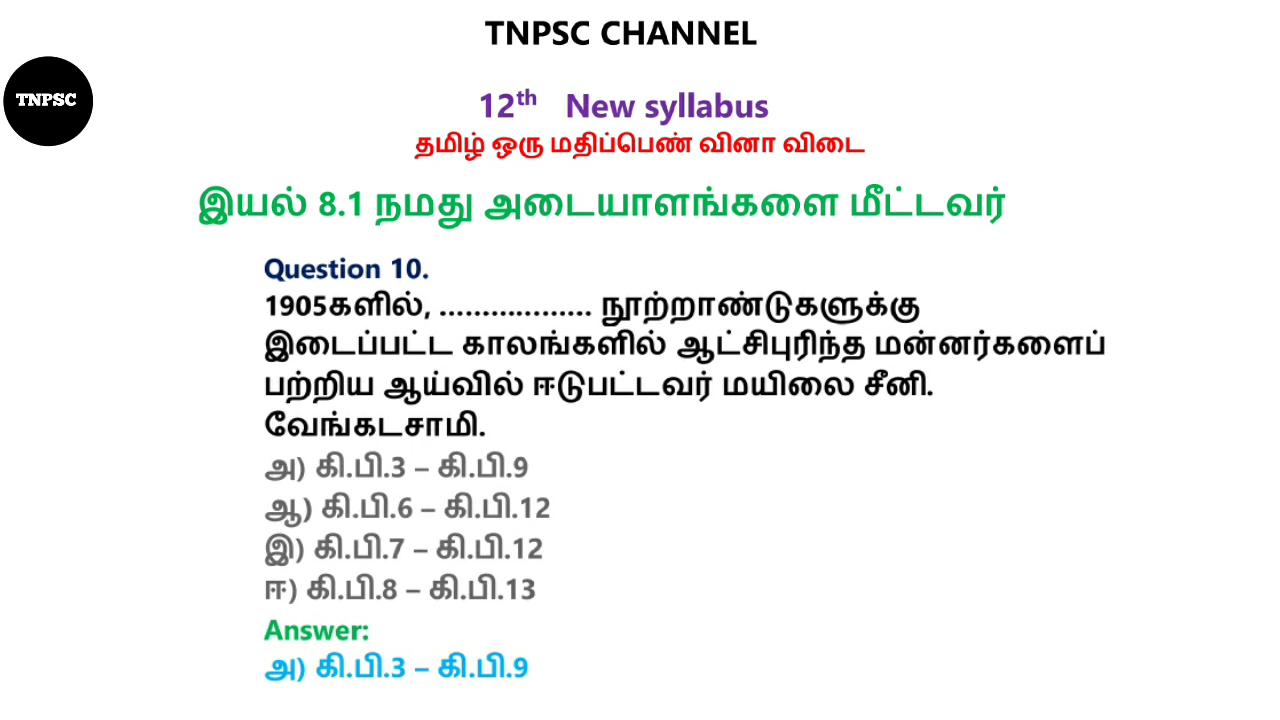 TNPSC CHANNEL
TNPSC
12th New syllabus
தமிழ் ஒரு மதிப்பெண் வினா விடை
இயல் 8.1 நமது அடையாளங்களை மீட்டவர்
Question 10.
1905களில், .................. நூற்றாண்டுகளுக்கு
இடைப்பட்ட காலங்களில் ஆட்சிபுரிந்த மன்னர்களைப்
பற்றிய ஆய்வில் ஈடுபட்டவர் மயிலை சீனி.
வேங்கடசாமி.
அ) கி.பி.3 – கி.பி.9
ஆ) கி.பி.6 – கி.பி.12
இ) கி.பி.7 – கி.பி.12
ஈ) கி.பி.8 – கி.பி.13
Answer:
அ) கி.பி.3 – கி.பி.9